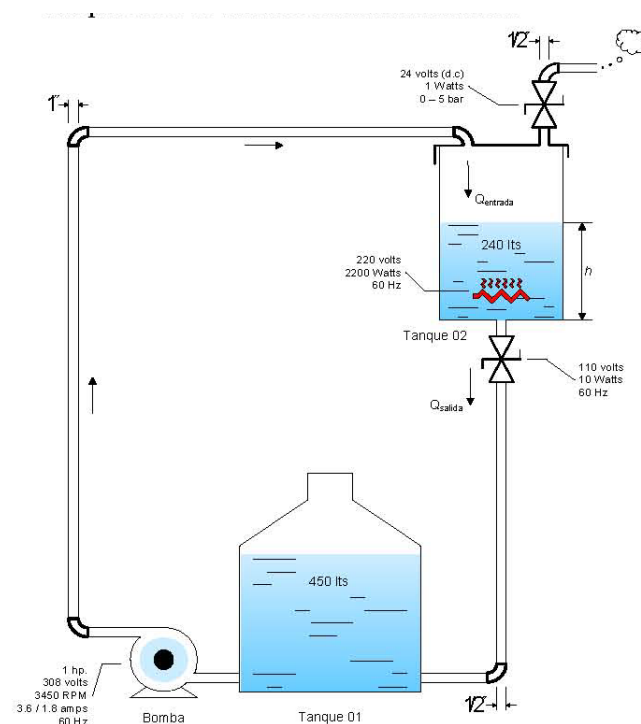 1/2"
24 volts (d.c)
1 Watts
0 – 5 bar
1"
Qentrada
240 lts
h
220 volts
2200 Watts
60 Hz
Tanque 02
110 volts
10 Watts
60 Hz
Qsalida
450 lts
1 hp.
308 volts
3450 RPM
3.6 / 1.8 amps
60 Hz
Bomba
Tanque 01
1/2"